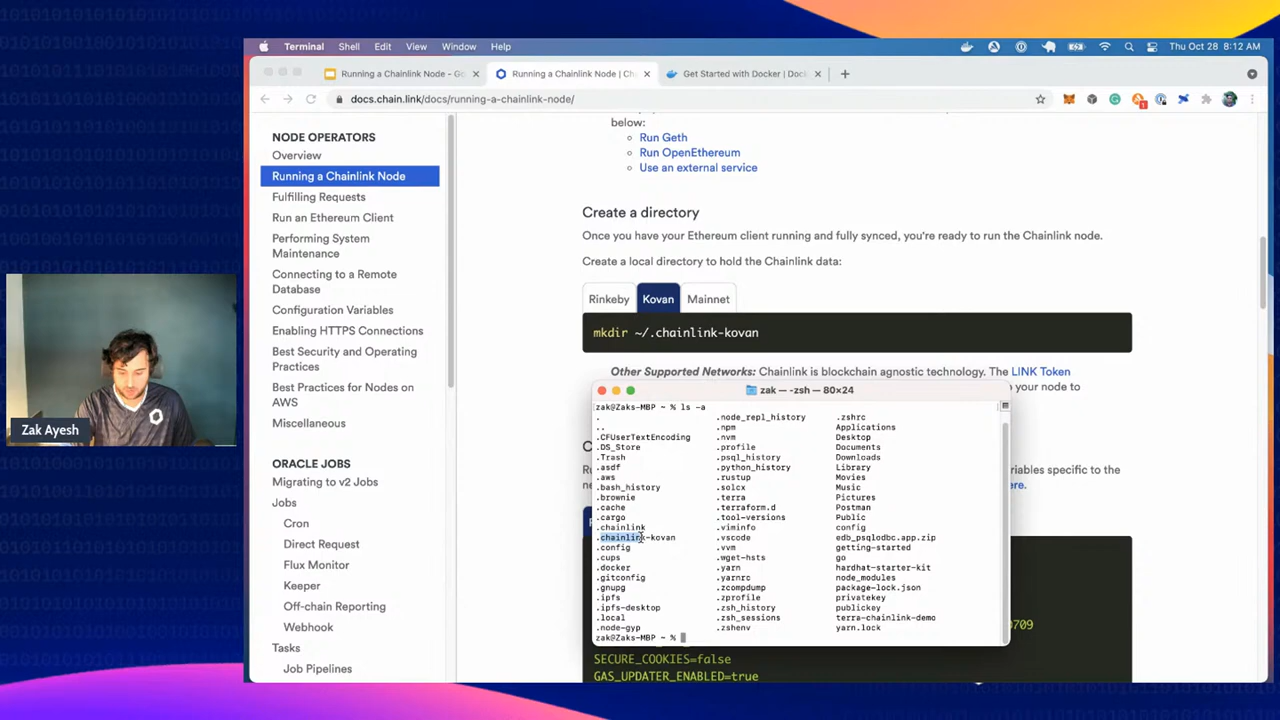 Terminal Shell Edit View Window Help Thu Oct 28 8:12 AM
Running a Chainlink Node - Go Running a Chainlink Node | Ch Get Started with Docker | Doc
docs.chain.link/docs/running-a-chainlink-node/
NODE OPERATORS
Overview
Running a Chainlink Node
Fulfilling Requests
Run an Ethereum Client
Performing System
Maintenance
Connecting to a Remote
Database
Configuration Variables
Enabling HTTPS Connections
Best Security and Operating
Practices
Best Practices for Nodes on
AWS
Miscellaneous
ORACLE JOBS
Migrating to v2 Jobs
Jobs
Cron
Direct Request
Flux Monitor
Keeper
Off-chain Reporting
Webhook
Tasks
Job Pipelines
below:
Run Geth
Run OpenEthereum
Use an external service
Create a directory
Once you have your Ethereum client running and fully synced, you're ready to run the Chainlink node.
Create a local directory to hold the Chainlink data:
Rinkeby Kovan Mainnet
mkdir ~/.chainlink-kovan
Other Supported Networks: Chainlink is blockchain agnostic technology. The LINK Token
to your node to
zak — -zsh — 80×24
zak@Zaks-MBP ~ % ls -a
. .node_repl_history .zshrc
.. .npm Applications
.CFUserTextEncoding .nvm Desktop
.DS_Store .profile Documents
.Trash .psql_history Downloads
.asdf .python_history Library
.aws .rustup Movies
.bash_history .solcx Music
.brownie .terra Pictures
.cache .terraform.d Postman
.cargo .tool-versions Public
.chainlink .viminfo config
.chainlink-kovan .vscode edb_psqlodbc.app.zip
.config .vvm getting-started
.cups .wget-hsts go
.docker .yarn hardhat-starter-kit
.gitconfig .yarnrc node_modules
.gnupg .zcompdump package-lock.json
.ipfs .zprofile privatekey
.ipfs-desktop .zsh_history publickey
.local .zsh_sessions terra-chainlink-demo
.node-gyp .zshenv yarn.lock
zak@Zaks-MBP ~ %
ariables specific to the
ere.
0709
SECURE_COOKIES=false
GAS_UPDATER_ENABLED=true
Zak Ayesh